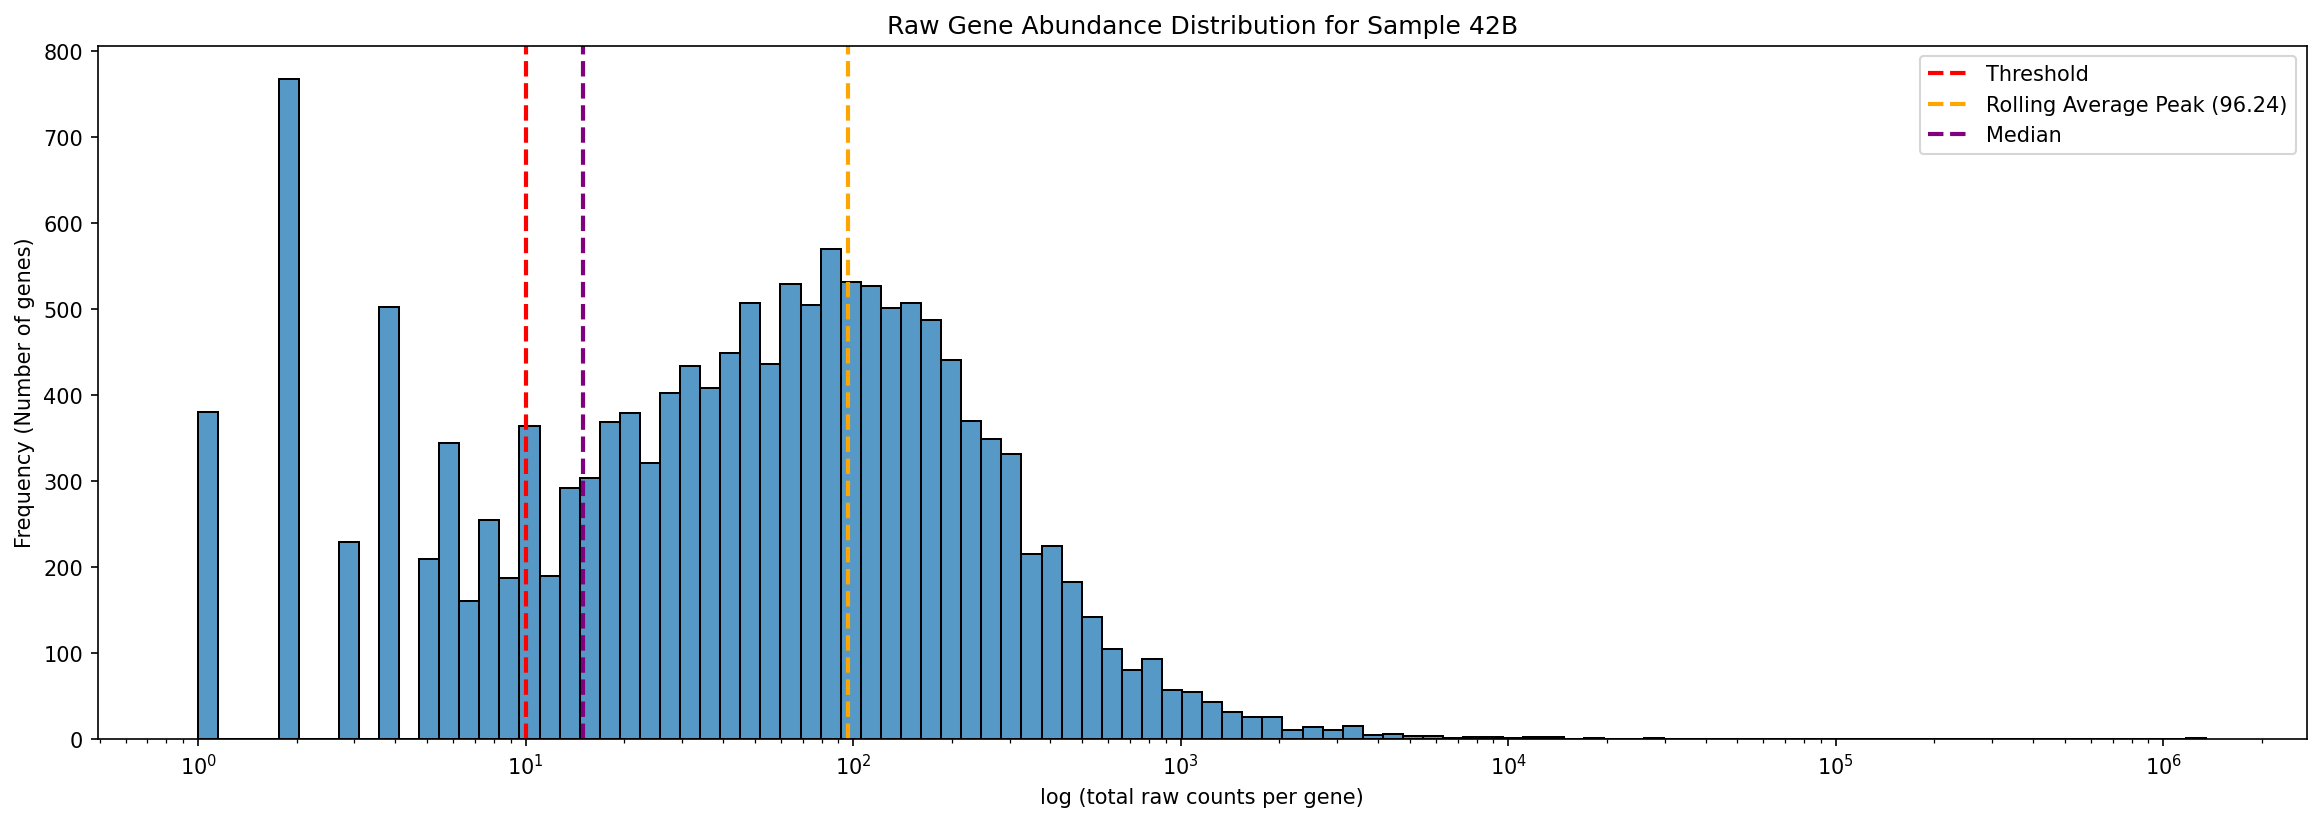 Raw Gene Abundance Distribution for Sample 42B
Threshold
Rolling Average Peak (96.24)
Median
Frequency (Number of genes)
800
700
600
500
400
300
200
100
0
10⁰ 10¹ 10² 10³ 10⁴ 10⁵ 10⁶
log (total raw counts per gene)